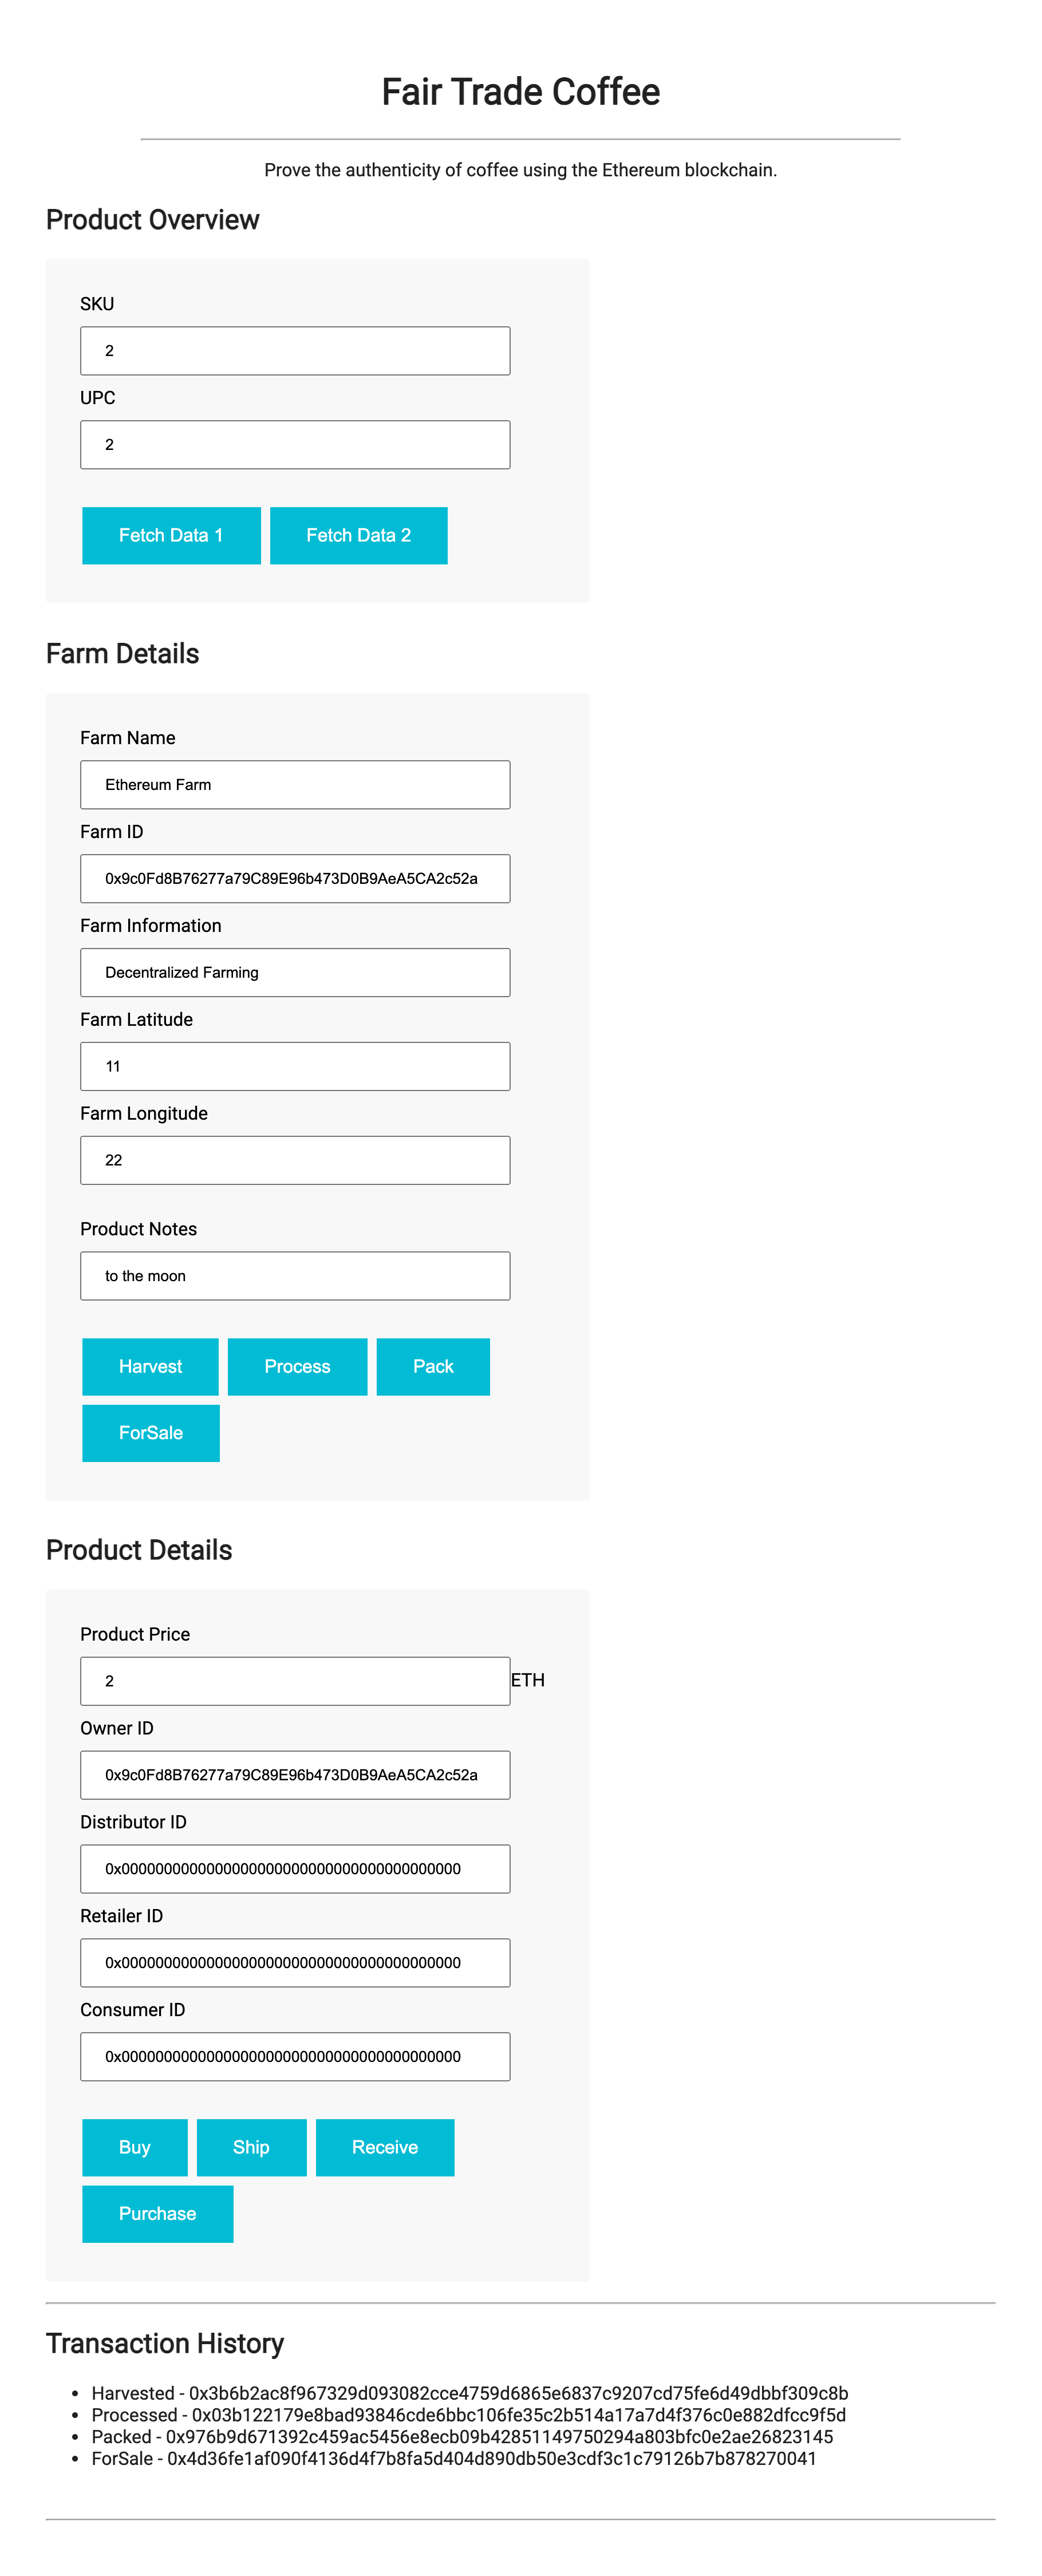 Fair Trade Coffee
Prove the authenticity of coffee using the Ethereum blockchain.
Product Overview
SKU
2
UPC
2
Fetch Data 1 Fetch Data 2
Farm Details
Farm Name
Ethereum Farm
Farm ID
0x9c0Fd8B76277a79C89E96b473D0B9AeA5CA2c52a
Farm Information
Decentralized Farming
Farm Latitude
11
Farm Longitude
22
Product Notes
to the moon
Harvest Process Pack
ForSale
Product Details
Product Price
2 ETH
Owner ID
0x9c0Fd8B76277a79C89E96b473D0B9AeA5CA2c52a
Distributor ID
0x0000000000000000000000000000000000000000
Retailer ID
0x0000000000000000000000000000000000000000
Consumer ID
0x0000000000000000000000000000000000000000
Buy Ship Receive
Purchase
Transaction History
• Harvested - 0x3b6b2ac8f967329d093082cce4759d6865e6837c9207cd75fe6d49dbbf309c8b
• Processed - 0x03b122179e8bad93846cde6bbc106fe35c2b514a17a7d4f376c0e882dfcc9f5d
• Packed - 0x976b9d671392c459ac5456e8ecb09b42851149750294a803bfc0e2ae26823145
• ForSale - 0x4d36fe1af090f4136d4f7b8fa5d404d890db50e3cdf3c1c79126b7b878270041